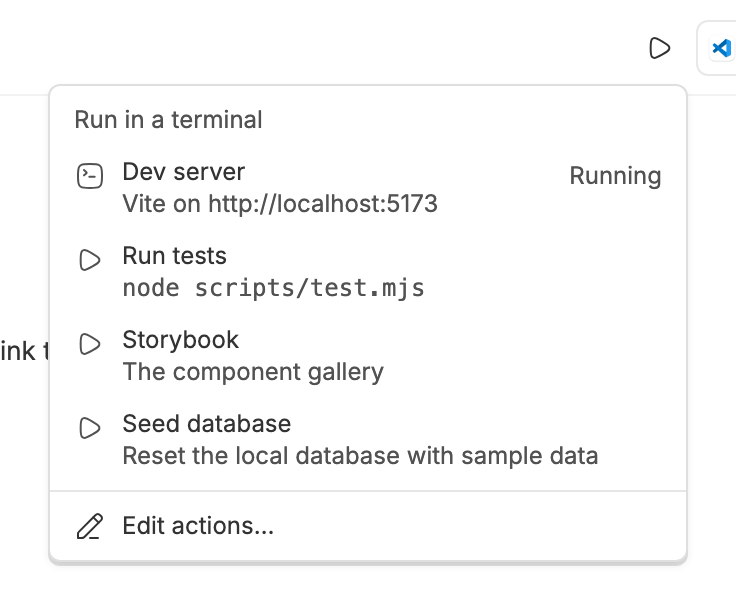 Run in a terminal
Dev server
Running
Vite on http://localhost:5173
Run tests
node scripts/test.mjs
Storybook
ink t
The component gallery
Seed database
Reset the local database with sample data
Edit actions...